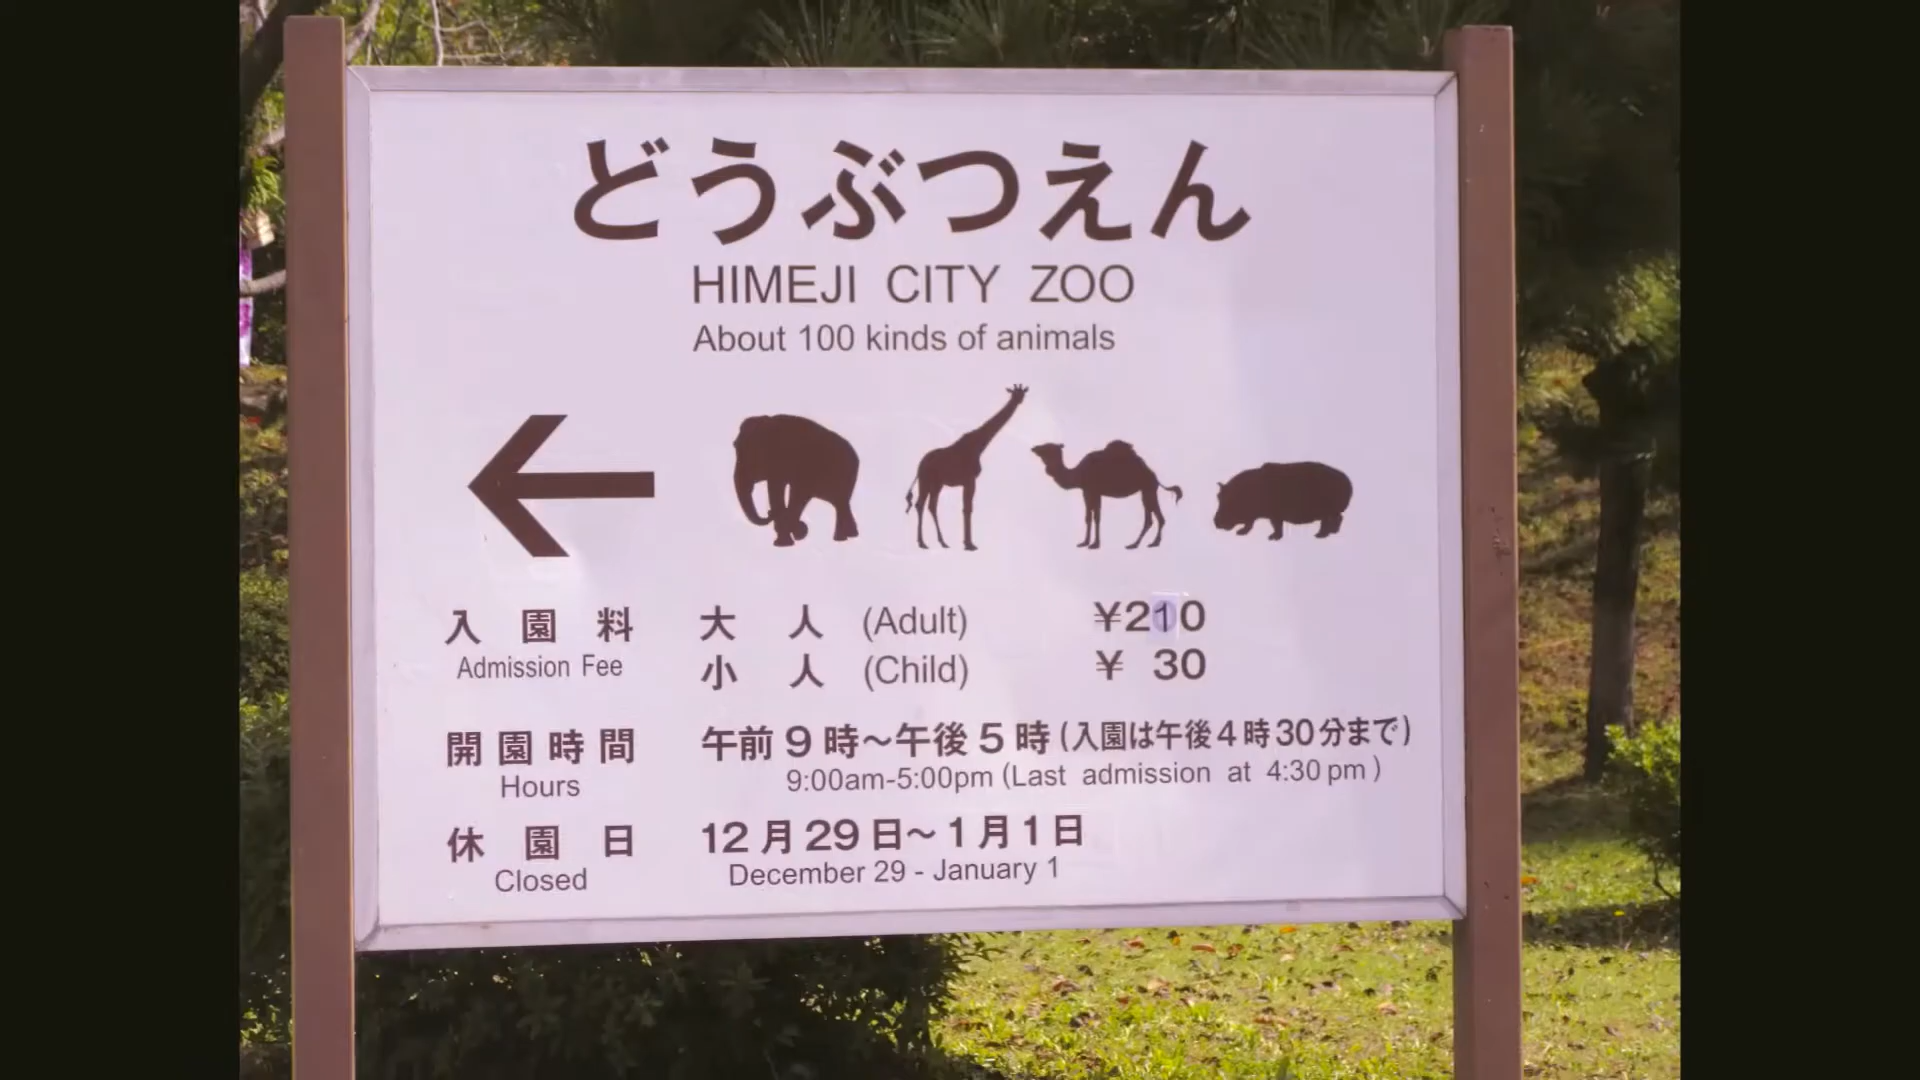 どうぶつえん
HIMEJI CITY ZOO
About 100 kinds of animals
入園料 大人 (Adult) ¥210
Admission Fee 小人 (Child) ¥ 30
開園時間 午前9時～午後5時(入園は午後4時30分まで)
Hours 9:00am-5:00pm (Last admission at 4:30 pm)
休園日 12月29日～1月1日
Closed December 29 - January 1